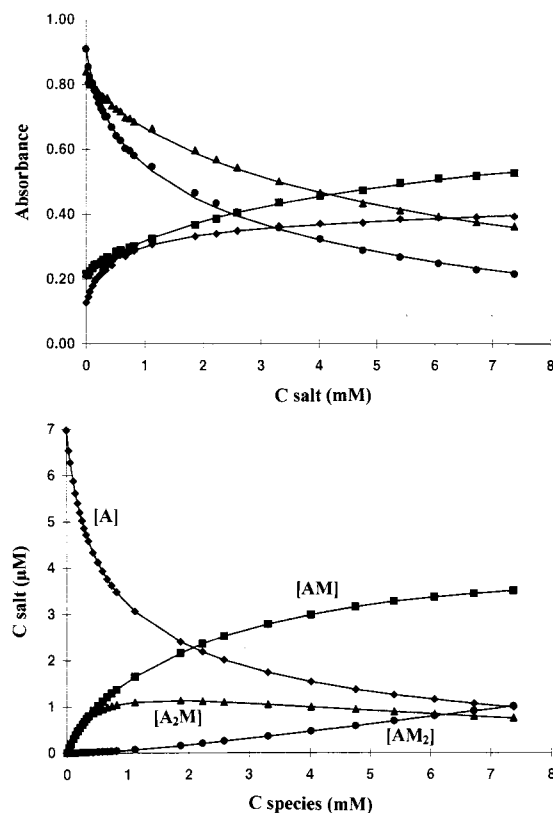 1.00
0.80
0.60
0.40
0.20
0.00
Absorbance
0 1 2 3 4 5 6 7 8
C salt (mM)
7
6
5
4
3
2
1
0
C salt (μM)
[A]
[AM]
[A2M]
[AM2]
0 1 2 3 4 5 6 7 8
C species (mM)